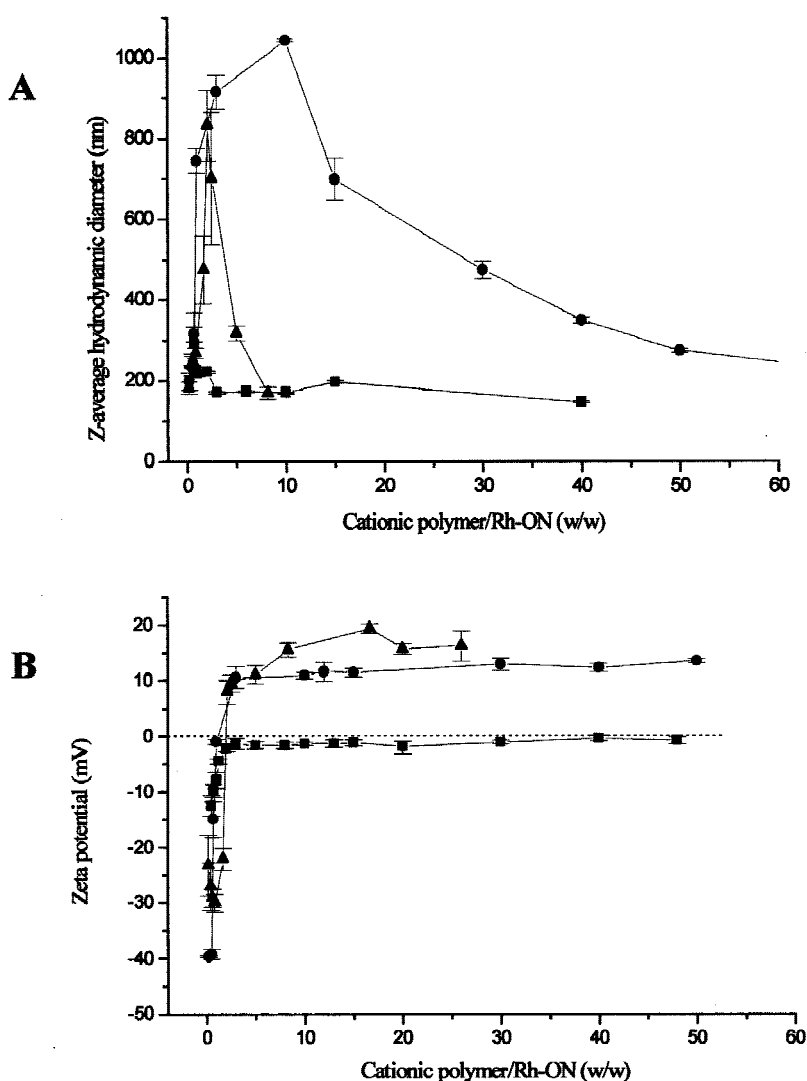 A
Z-average hydrodynamic diameter (nm)
1000
800
600
400
200
0
0 10 20 30 40 50 60
Cationic polymer/Rh-ON (w/w)
B
Zeta potential (mV)
20
10
0
-10
-20
-30
-40
-50
0 10 20 30 40 50 60
Cationic polymer/Rh-ON (w/w)